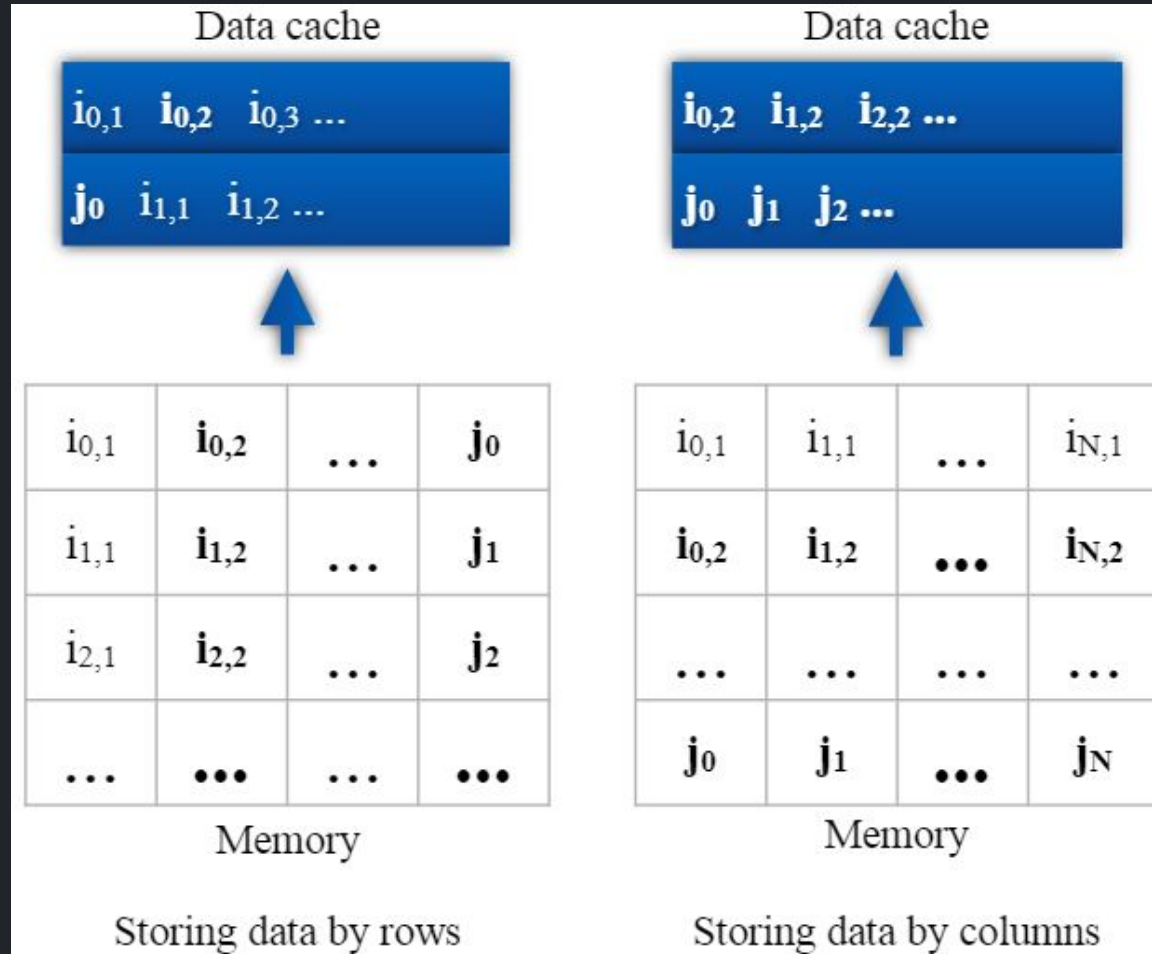 Data cache
i0,1 i0,2 i0,3 ...
j0 i1,1 i1,2 ...
i0,1 i0,2 ... j0
i1,1 i1,2 ... j1
i2,1 i2,2 ... j2
... ... ... ...
Memory
Storing data by rows
Data cache
i0,2 i1,2 i2,2 ...
j0 j1 j2 ...
i0,1 i1,1 ... iN,1
i0,2 i1,2 ... iN,2
... ... ... ...
j0 j1 ... jN
Memory
Storing data by columns